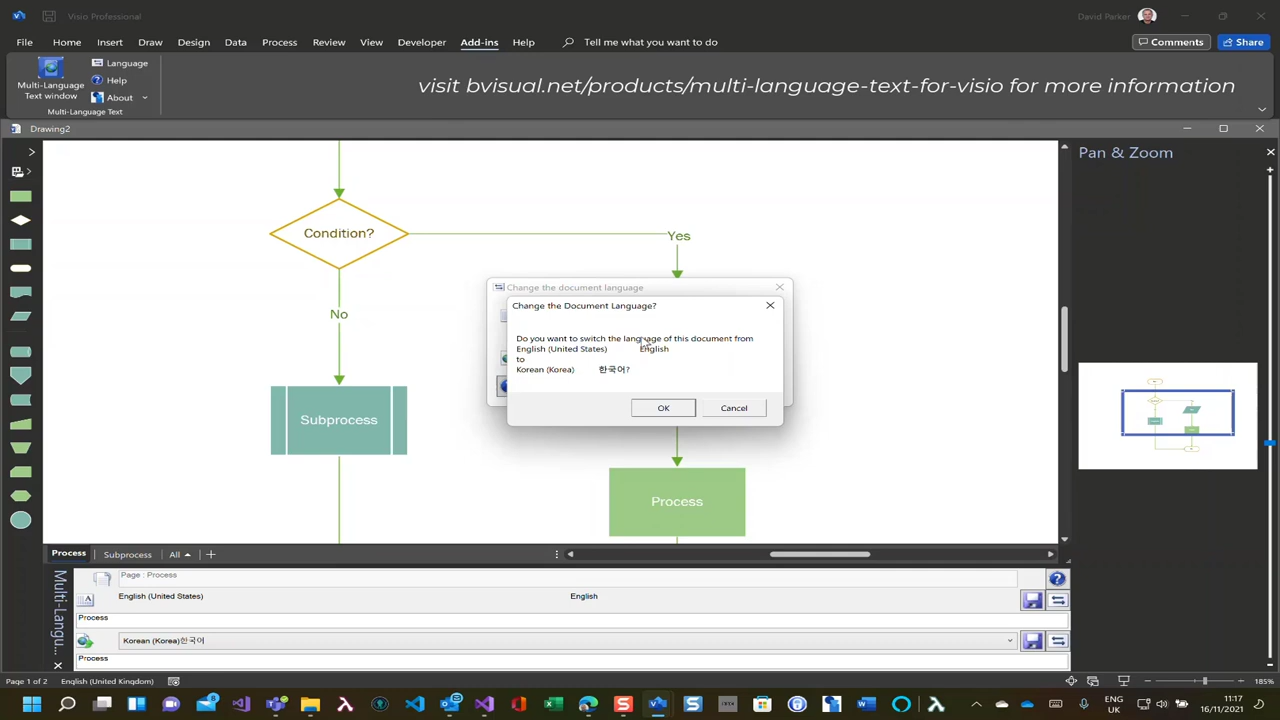 Visio Professional
David Parker
File Home Insert Draw Design Data Process Review View Developer Add-ins Help Tell me what you want to do
Comments
Share
Multi-Language
Text window
Language
Help
About
Multi-Language Text
visit bvisual.net/products/multi-language-text-for-visio for more information
Drawing2
Pan & Zoom
Condition?
Yes
No
Change the document language
Change the Document Language?
Do you want to switch the language of this document from
English (United States) English
to
Korean (Korea) 한국어?
OK Cancel
Subprocess
Process
Process Subprocess All
Multi-Langu...
Page : Process
English (United States) English
Process
Korean (Korea)한국어
Process
Page 1 of 2 English (United Kingdom)
185%
ENG
UK
11:17
16/11/2021